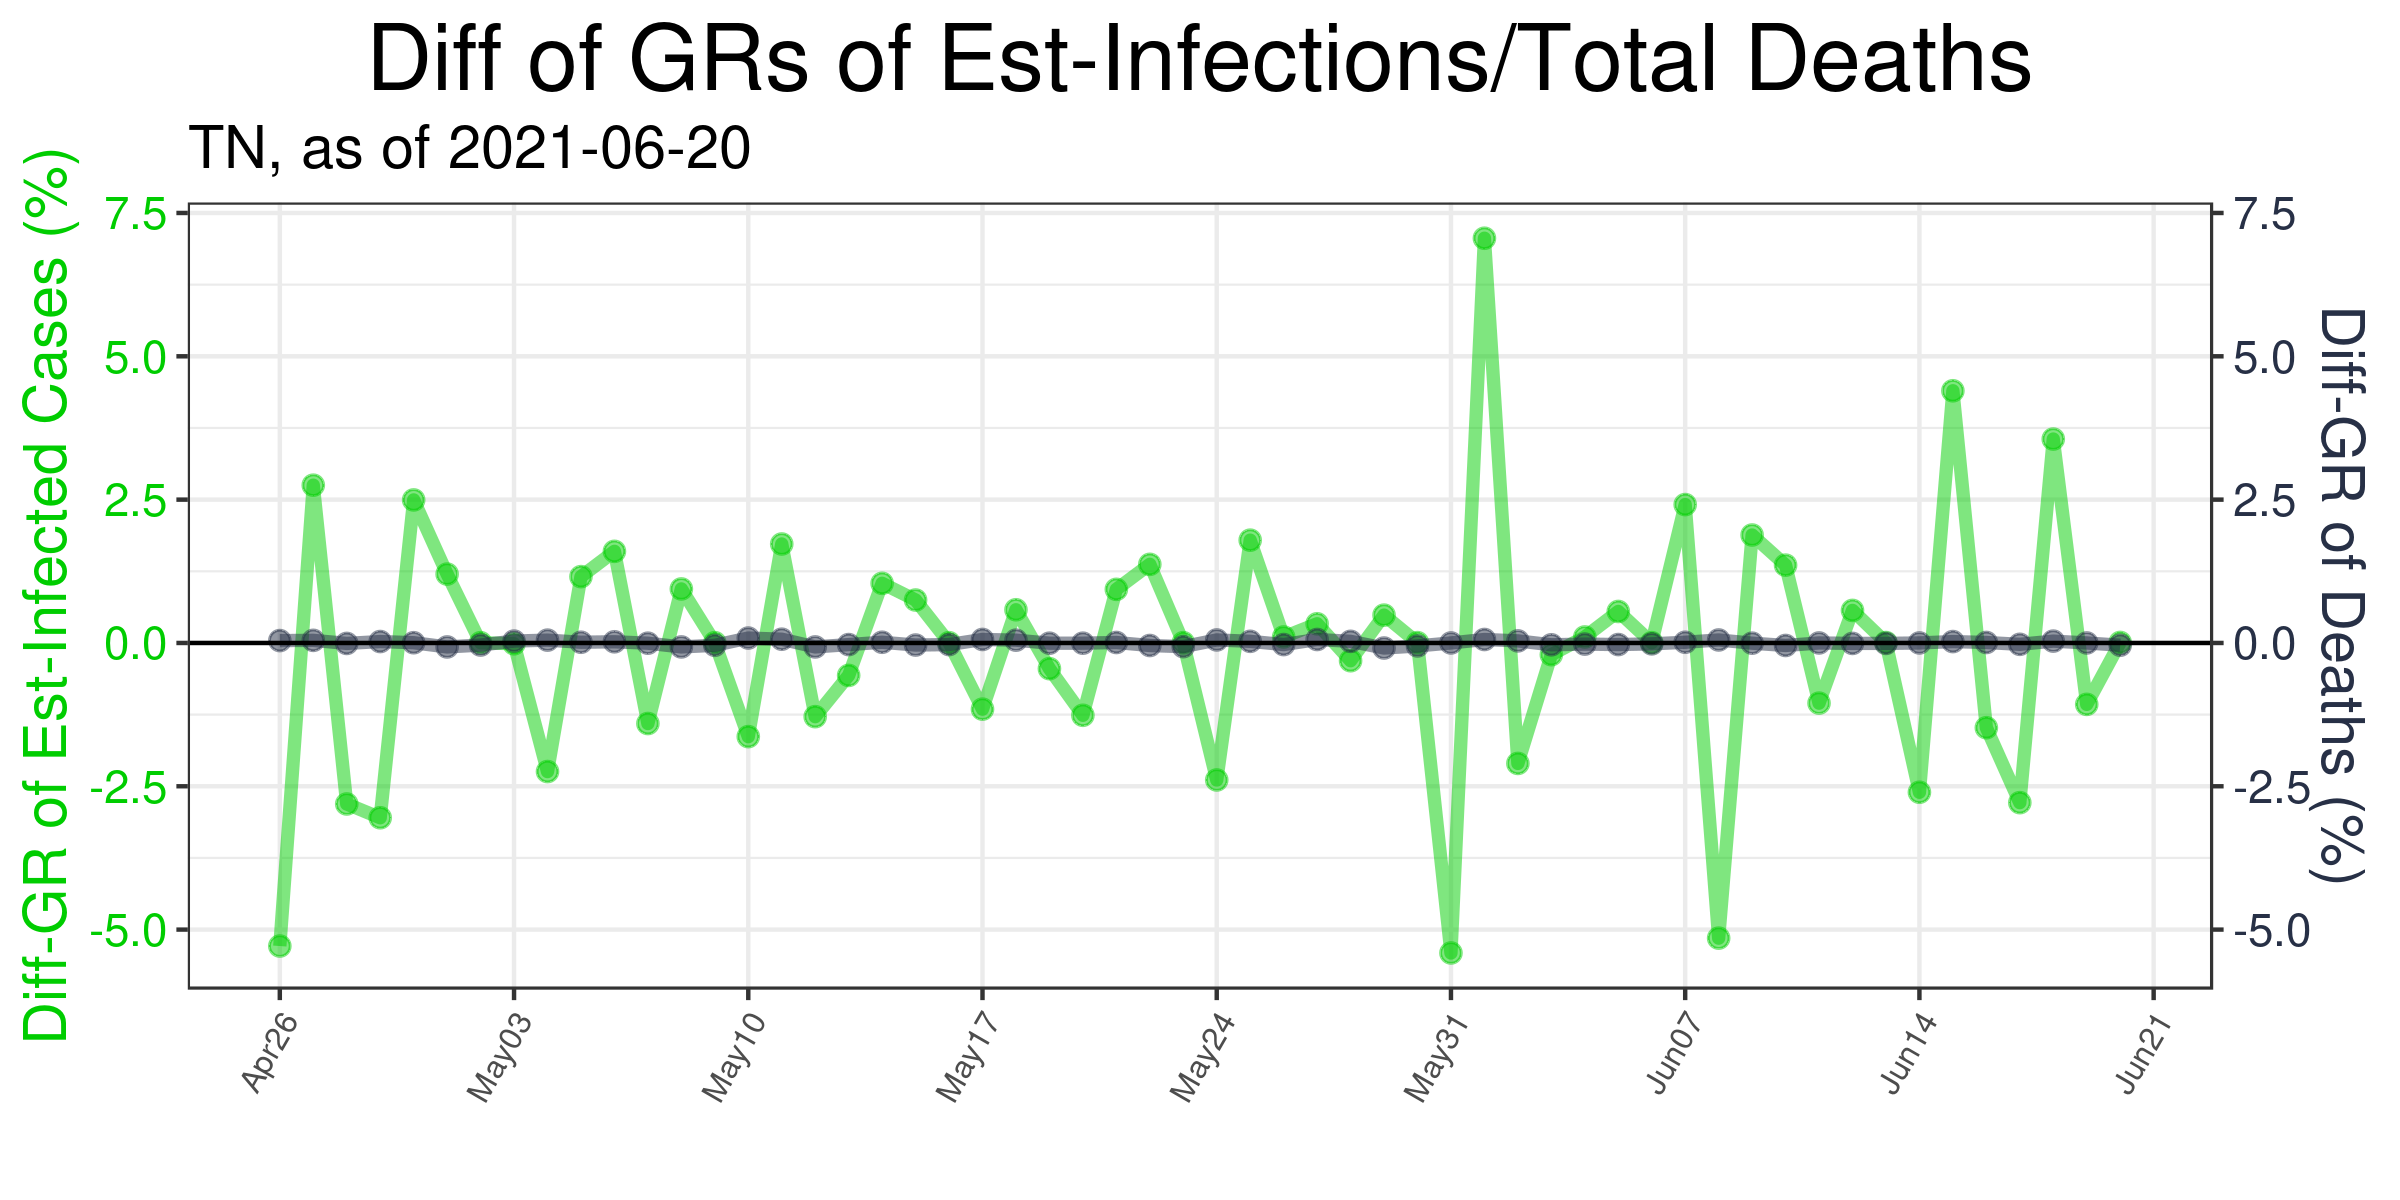 Diff of GRs of Est-Infections/Total Deaths
TN, as of 2021-06-20
Diff-GR of Est-Infected Cases (%)
7.5
5.0
2.5
0.0
-2.5
-5.0
7.5
5.0
2.5
0.0
-2.5
-5.0
Diff-GR of Deaths (%)
Apr26
May03
May10
May17
May24
May31
Jun07
Jun14
Jun21